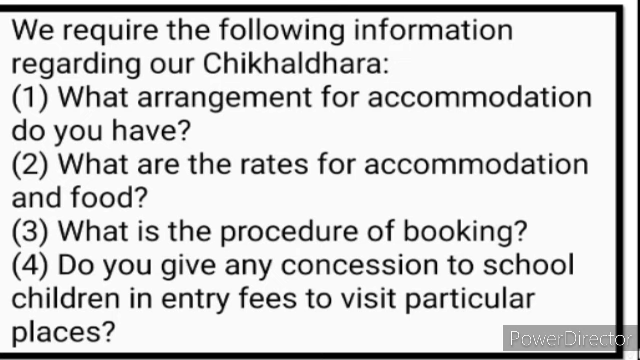 We require the following information
regarding our Chikhaldhara:
(1) What arrangement for accommodation
do you have?
(2) What are the rates for accommodation
and food?
(3) What is the procedure of booking?
(4) Do you give any concession to school
children in entry fees to visit particular
places?
PowerDirector